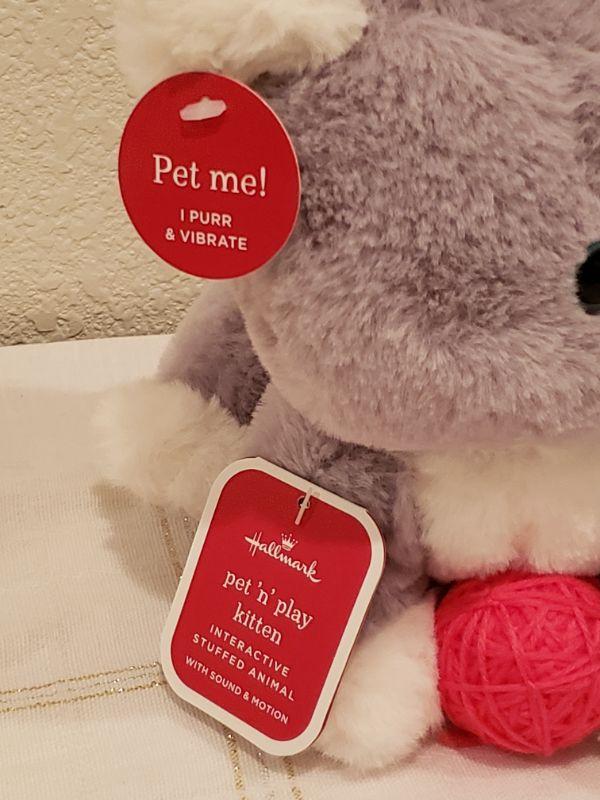 Pet me!
I PURR
& VIBRATE
Hallmark
pet 'n' play
kitten
INTERACTIVE
STUFFED ANIMAL
WITH SOUND & MOTION